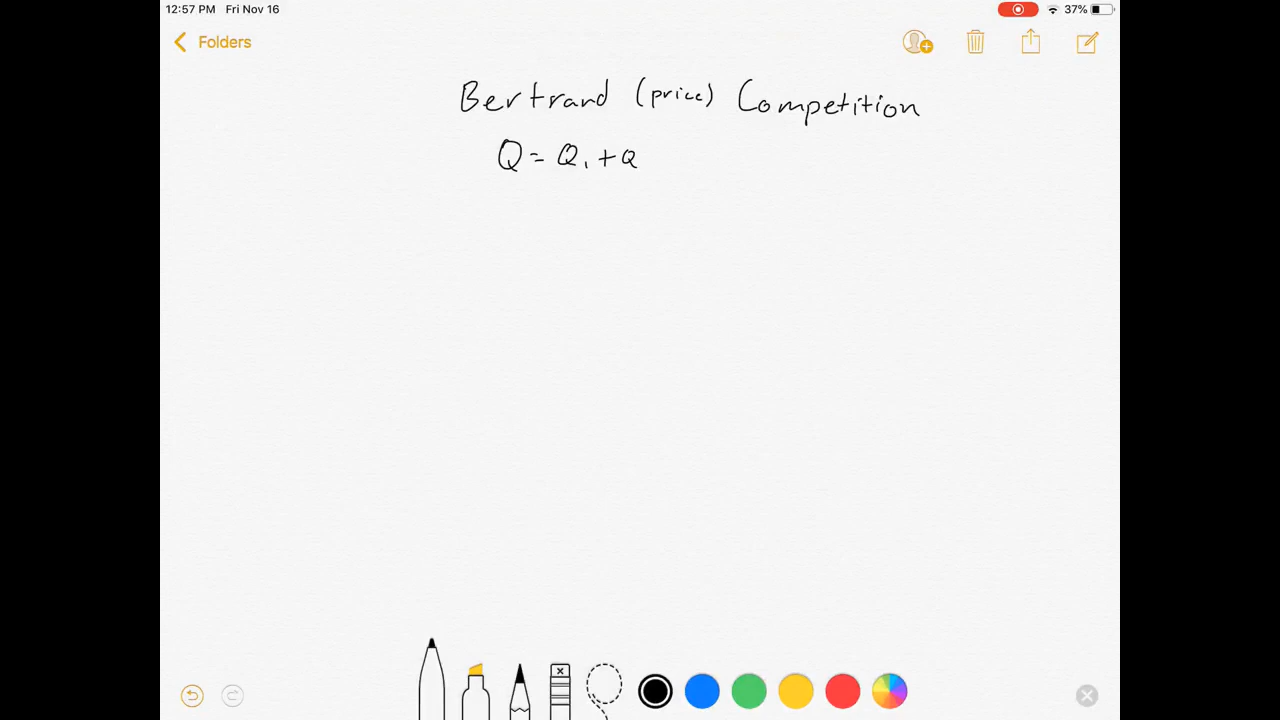 12:57 PM Fri Nov 16 37%
Folders
Bertrand (price) Competition
Q = Q₁ + Q